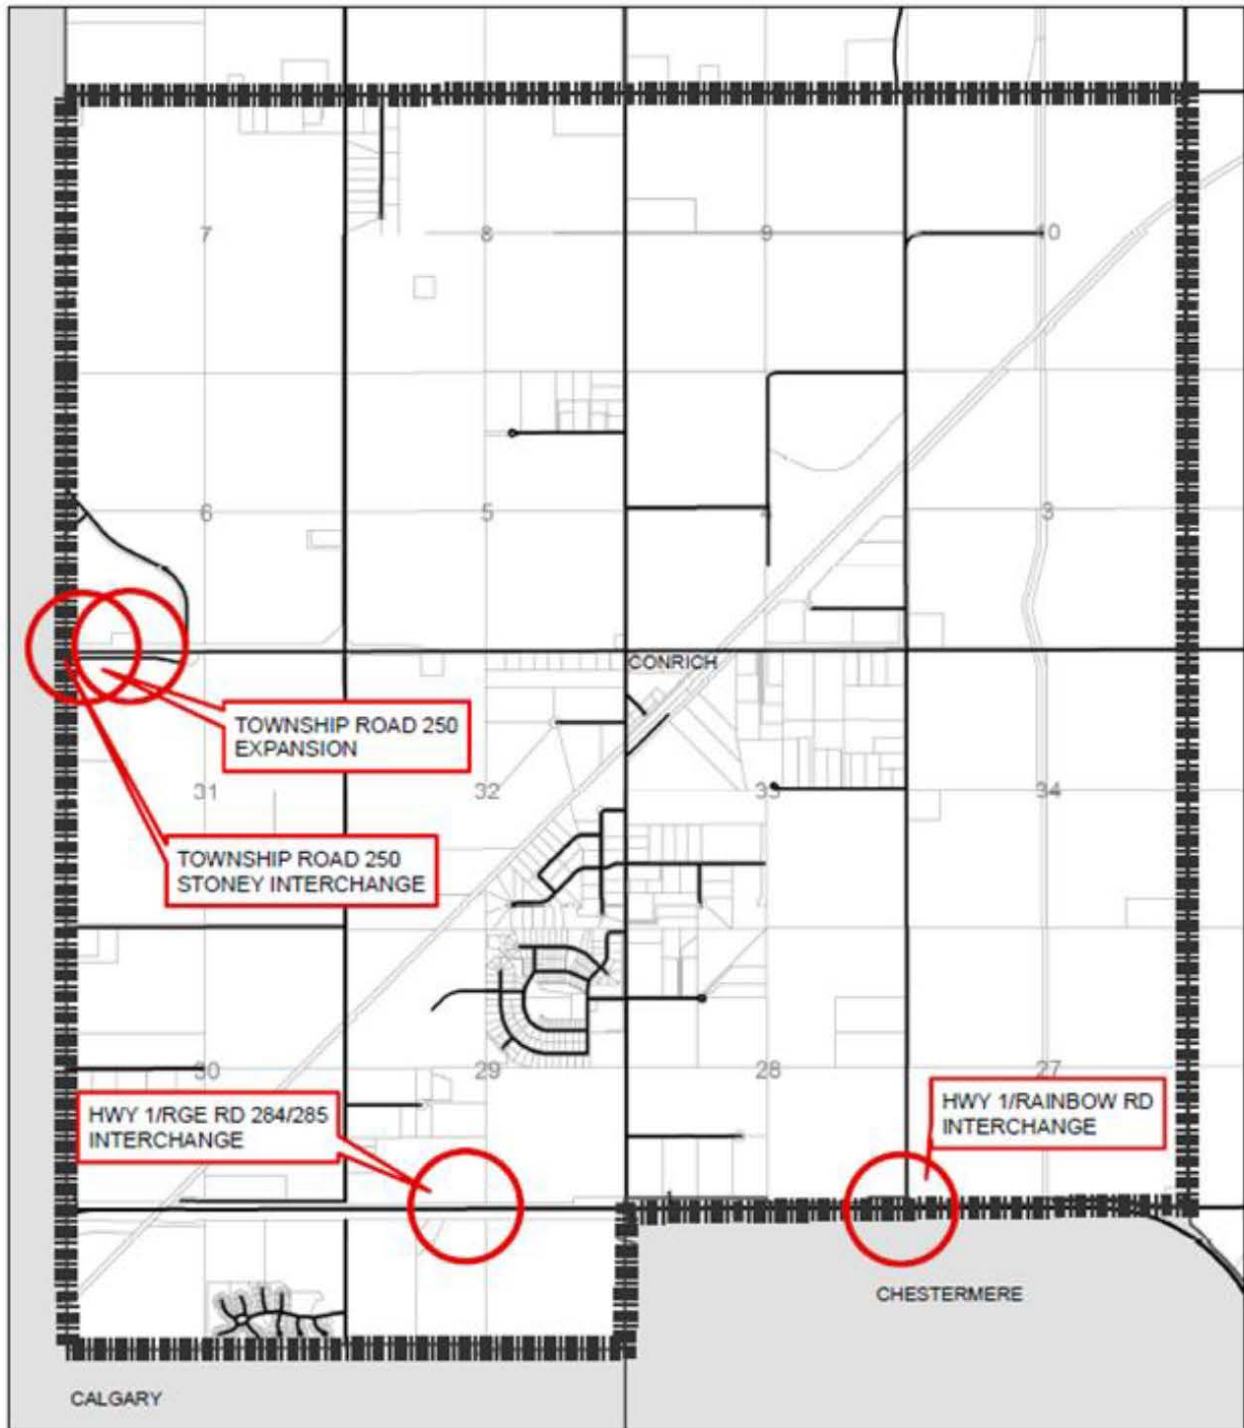 7
8
9
10
6
5
4
3
CONRICH
TOWNSHIP ROAD 250
EXPANSION
31
32
33
34
TOWNSHIP ROAD 250
STONEY INTERCHANGE
30
29
28
27
HWY 1/RGE RD 284/285
INTERCHANGE
HWY 1/RAINBOW RD
INTERCHANGE
CHESTERMERE
CALGARY